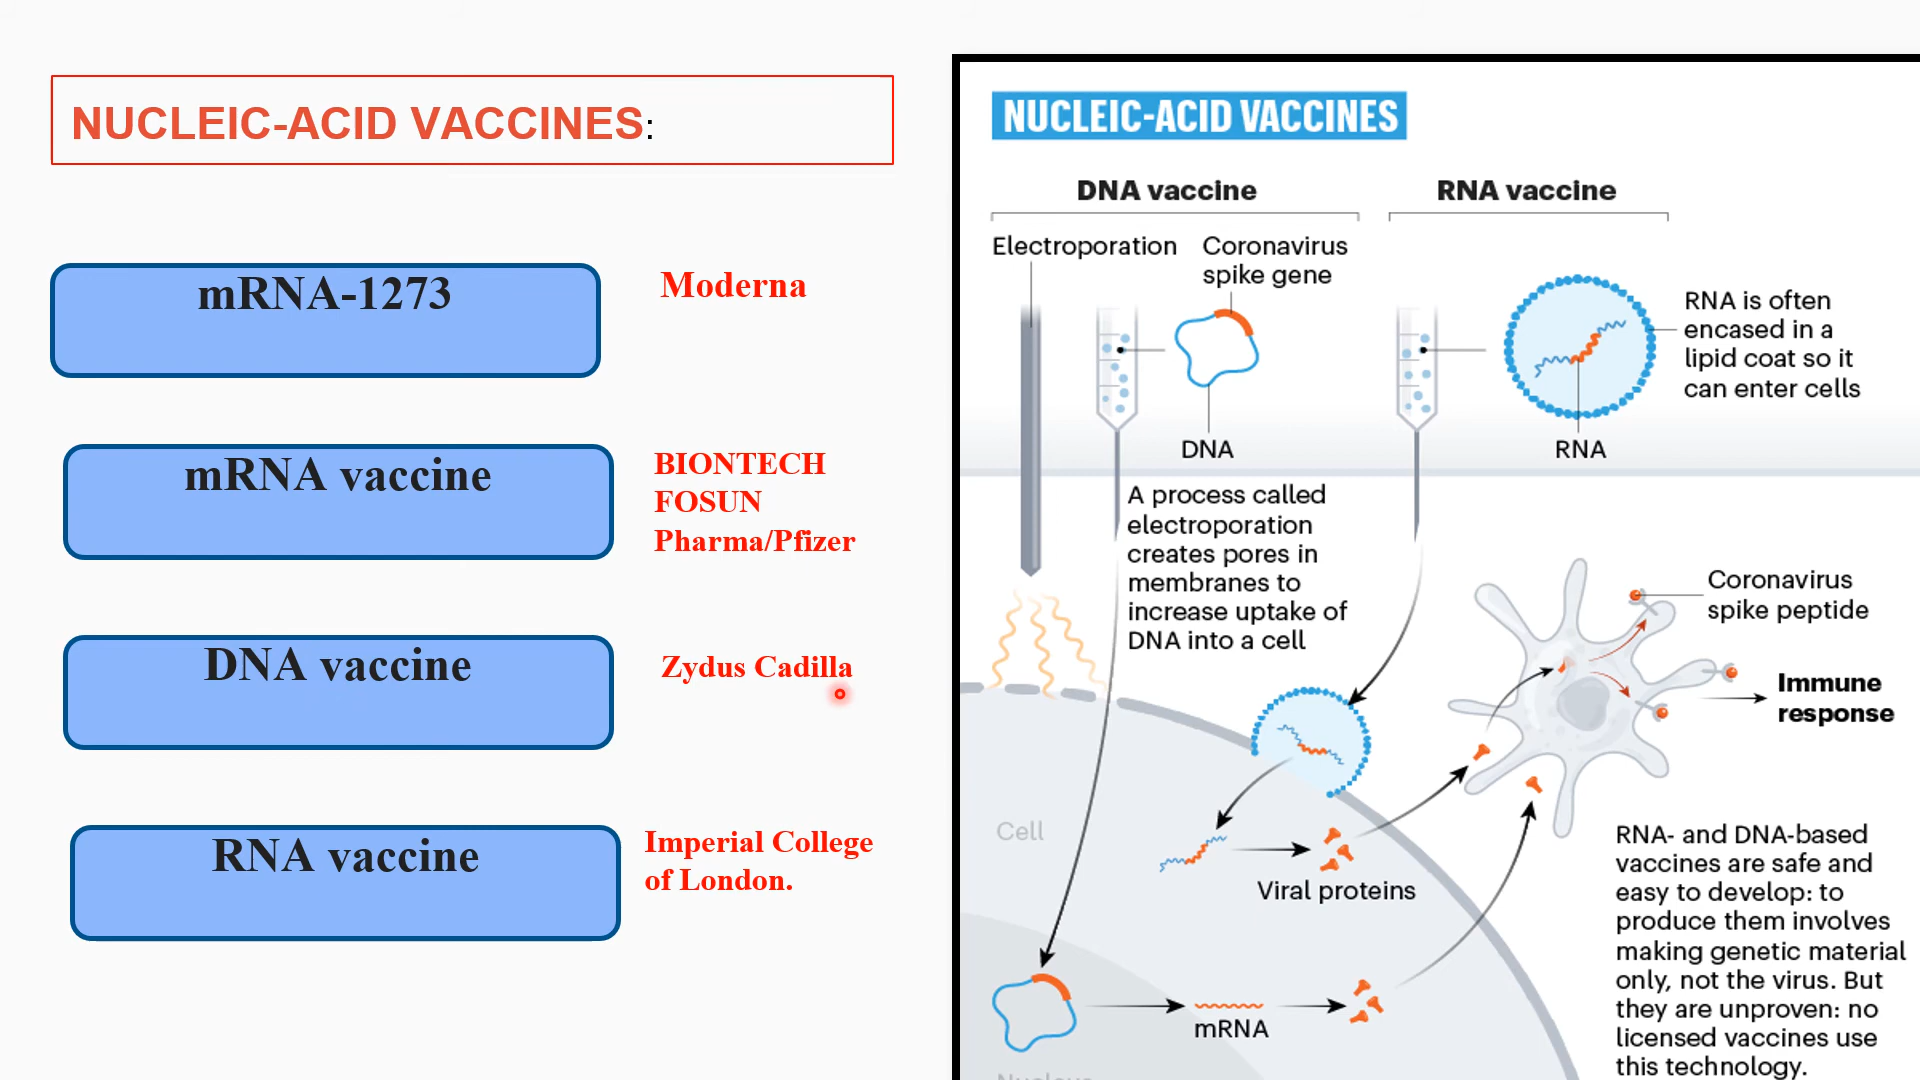 NUCLEIC-ACID VACCINES:
mRNA-1273
Moderna
mRNA vaccine
BIONTECH
FOSUN
Pharma/Pfizer
DNA vaccine
Zydus Cadilla
RNA vaccine
Imperial College
of London.
NUCLEIC-ACID VACCINES
DNA vaccine
RNA vaccine
Electroporation
Coronavirus
spike gene
RNA is often
encased in a
lipid coat so it
can enter cells
DNA
RNA
A process called
electroporation
creates pores in
membranes to
increase uptake of
DNA into a cell
Coronavirus
spike peptide
Immune
response
Cell
Viral proteins
RNA- and DNA-based
vaccines are safe and
easy to develop: to
produce them involves
making genetic material
only, not the virus. But
they are unproven: no
licensed vaccines use
this technology.
mRNA
Nucleus